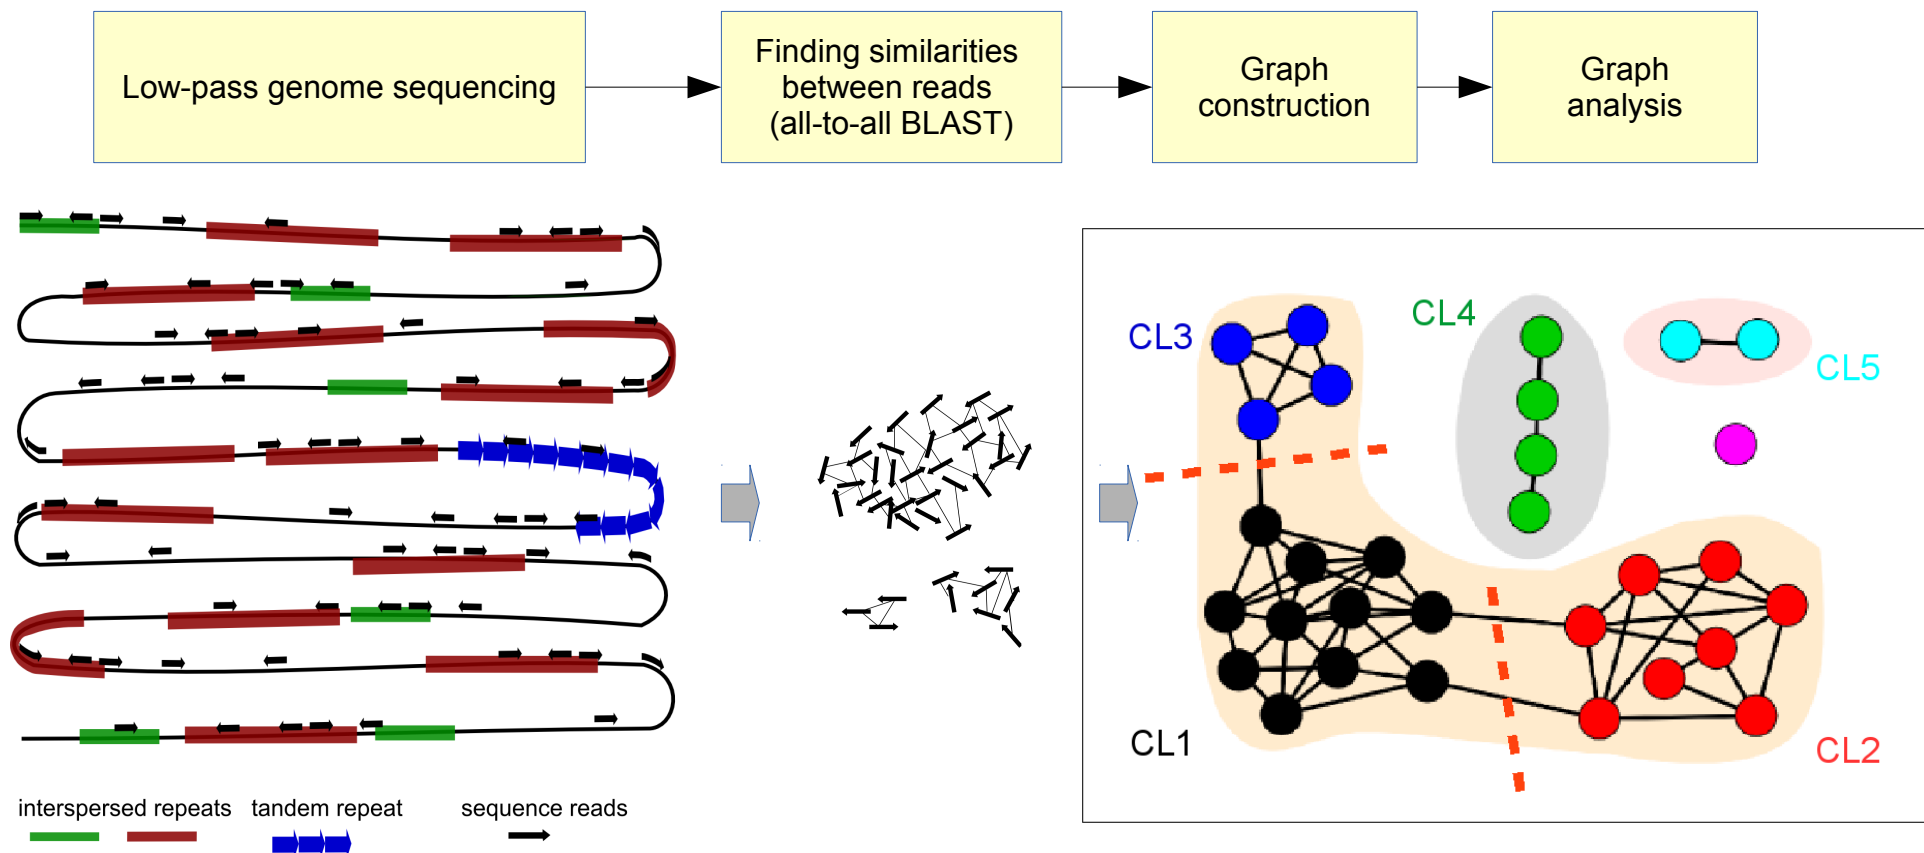 Low-pass genome sequencing
Finding similarities
between reads
(all-to-all BLAST)
Graph
construction
Graph
analysis
CL3
CL4
CL5
CL1
CL2
interspersed repeats
tandem repeat
sequence reads